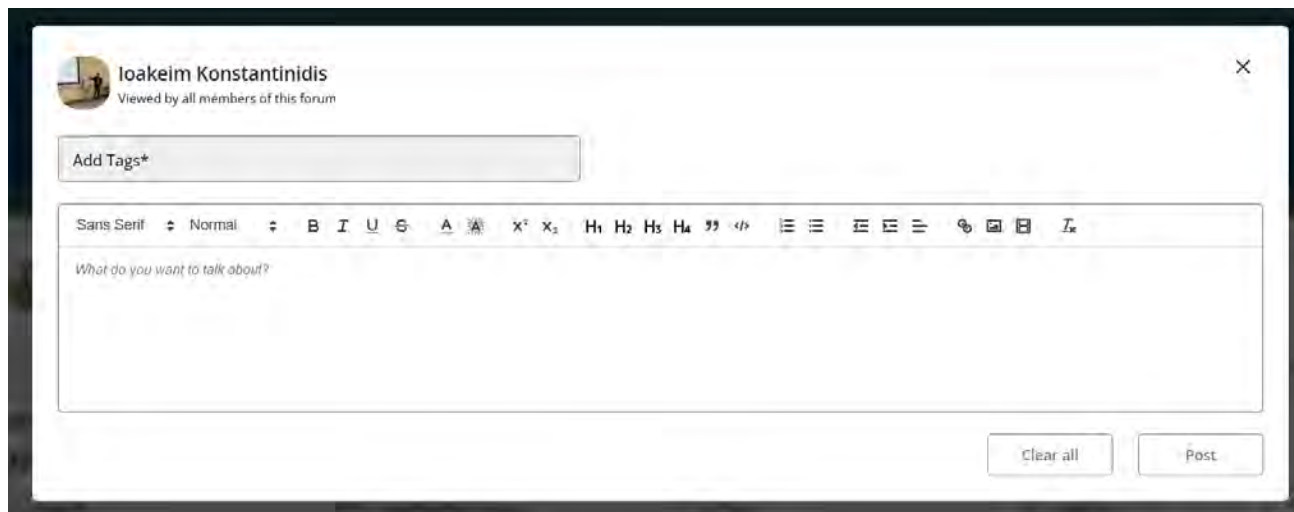 Ioakeim Konstantinidis
Viewed by all members of this forum
Add Tags*
Sans Serif Normal B I U S A A X² X₂ H₁ H₂ H₃ H₄ ” </>
What do you want to talk about?
Clear all Post